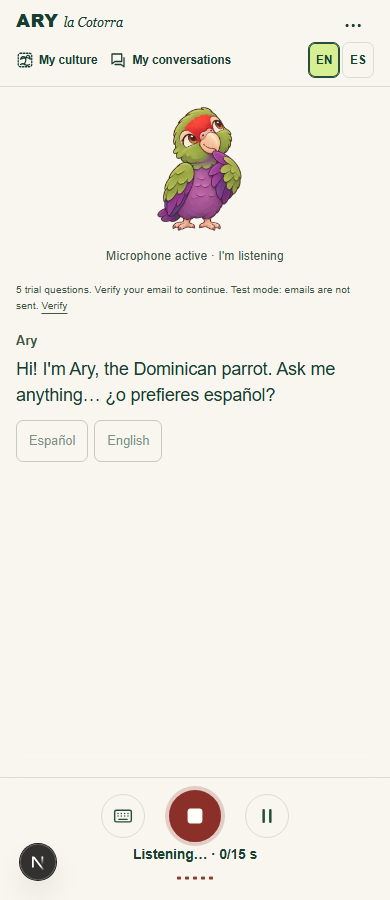 ARY la Cotorra
...
My culture
My conversations
EN
ES
Microphone active · I'm listening
5 trial questions. Verify your email to continue. Test mode: emails are not
sent. Verify
Ary
Hi! I'm Ary, the Dominican parrot. Ask me
anything… ¿o prefieres español?
Español
English
Listening… · 0/15 s
N